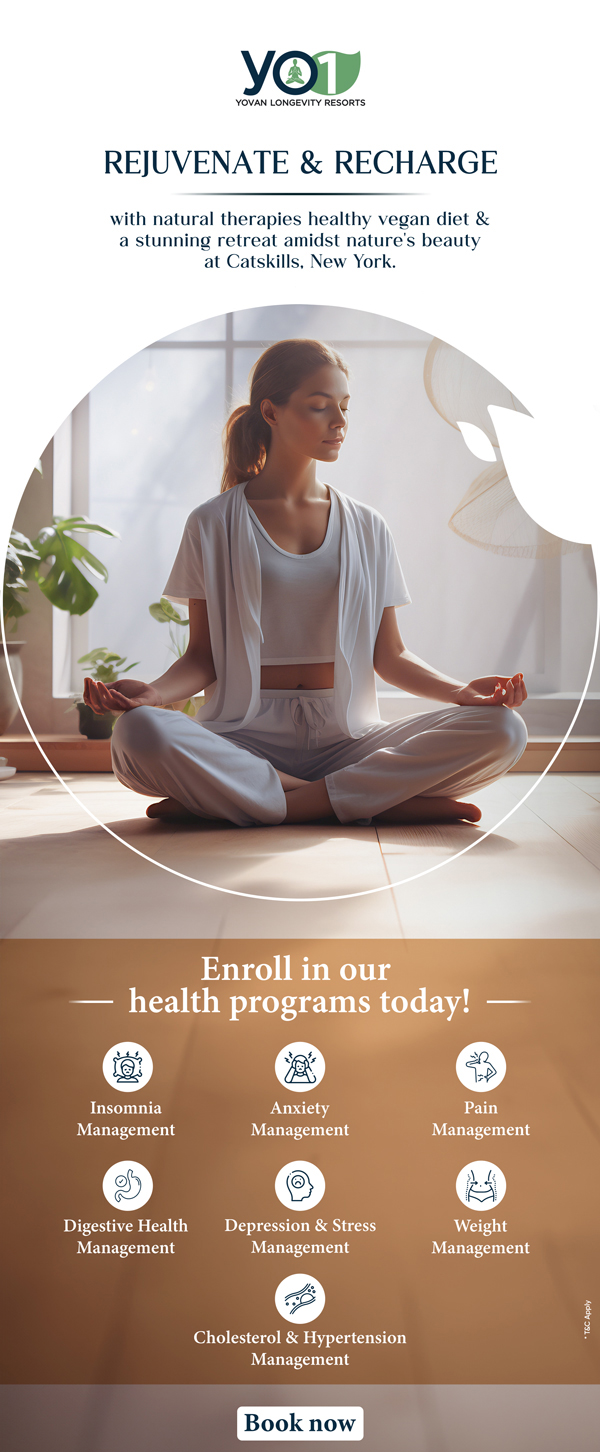 yo1
YOVAN LONGEVITY RESORTS
REJUVENATE & RECHARGE
with natural therapies healthy vegan diet &
a stunning retreat amidst nature's beauty
at Catskills, New York.
Enroll in our
health programs today!
Insomnia
Management
Anxiety
Management
Pain
Management
Digestive Health
Management
Depression & Stress
Management
Weight
Management
Cholesterol & Hypertension
Management
* T&C Apply
Book now